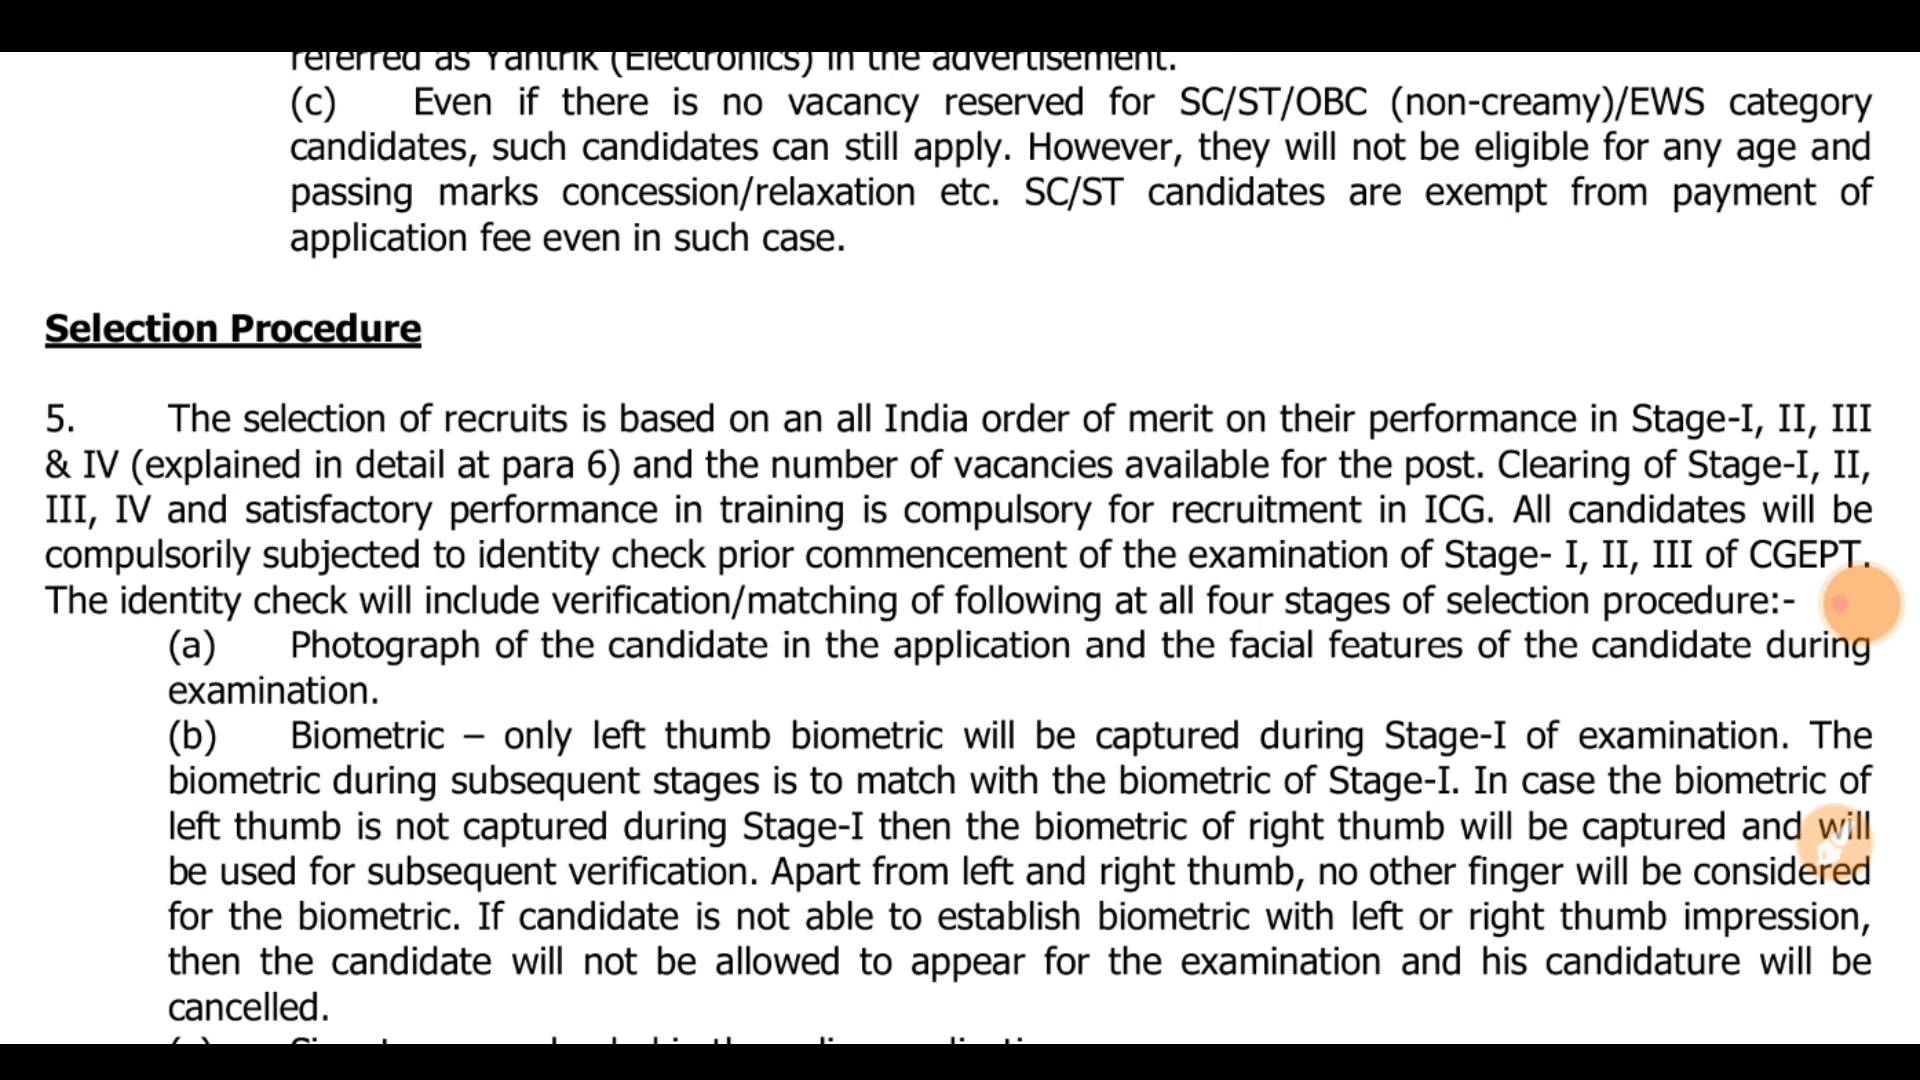 referred as Yantrik (Electronics) in the advertisement.
(c) Even if there is no vacancy reserved for SC/ST/OBC (non-creamy)/EWS category
candidates, such candidates can still apply. However, they will not be eligible for any age and
passing marks concession/relaxation etc. SC/ST candidates are exempt from payment of
application fee even in such case.
Selection Procedure
5. The selection of recruits is based on an all India order of merit on their performance in Stage-I, II, III
& IV (explained in detail at para 6) and the number of vacancies available for the post. Clearing of Stage-I, II,
III, IV and satisfactory performance in training is compulsory for recruitment in ICG. All candidates will be
compulsorily subjected to identity check prior commencement of the examination of Stage- I, II, III of CGEPT.
The identity check will include verification/matching of following at all four stages of selection procedure:-
(a) Photograph of the candidate in the application and the facial features of the candidate during
examination.
(b) Biometric – only left thumb biometric will be captured during Stage-I of examination. The
biometric during subsequent stages is to match with the biometric of Stage-I. In case the biometric of
left thumb is not captured during Stage-I then the biometric of right thumb will be captured and will
be used for subsequent verification. Apart from left and right thumb, no other finger will be considered
for the biometric. If candidate is not able to establish biometric with left or right thumb impression,
then the candidate will not be allowed to appear for the examination and his candidature will be
cancelled.